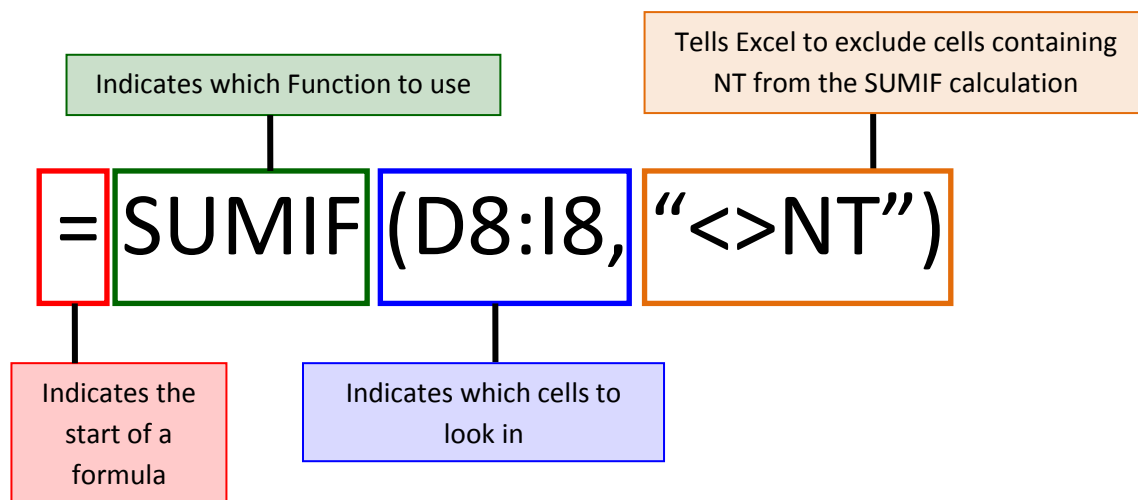 Tells Excel to exclude cells containing
NT from the SUMIF calculation
Indicates which Function to use
=SUMIF(D8:I8, “<>NT”)
Indicates the
start of a
formula
Indicates which cells to
look in